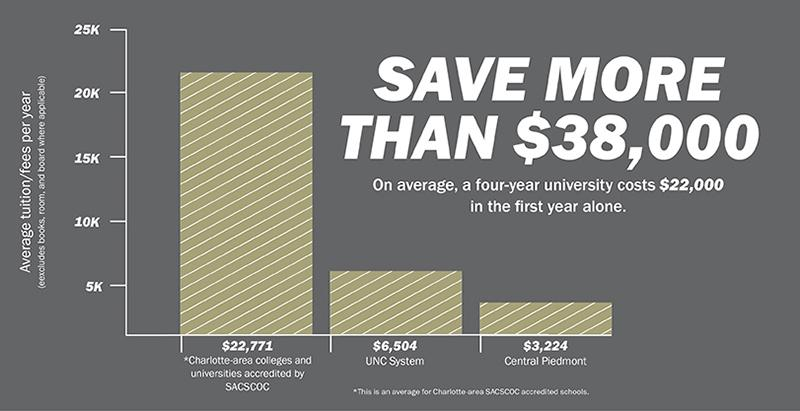 25K
20K
15K
10K
5K
Average tuition/fees per year
(eexcludes books, room, and board where applicable)
SAVE MORE
THAN $38,000
On average, a four-year university costs $22,000
in the first year alone.
$22,771
*Charlotte-area colleges and
universities accredited by
SACSCOC
$6,504
UNC System
$3,224
Central Piedmont
*This is an average for Charlotte-area SACSCOC accredited schools.